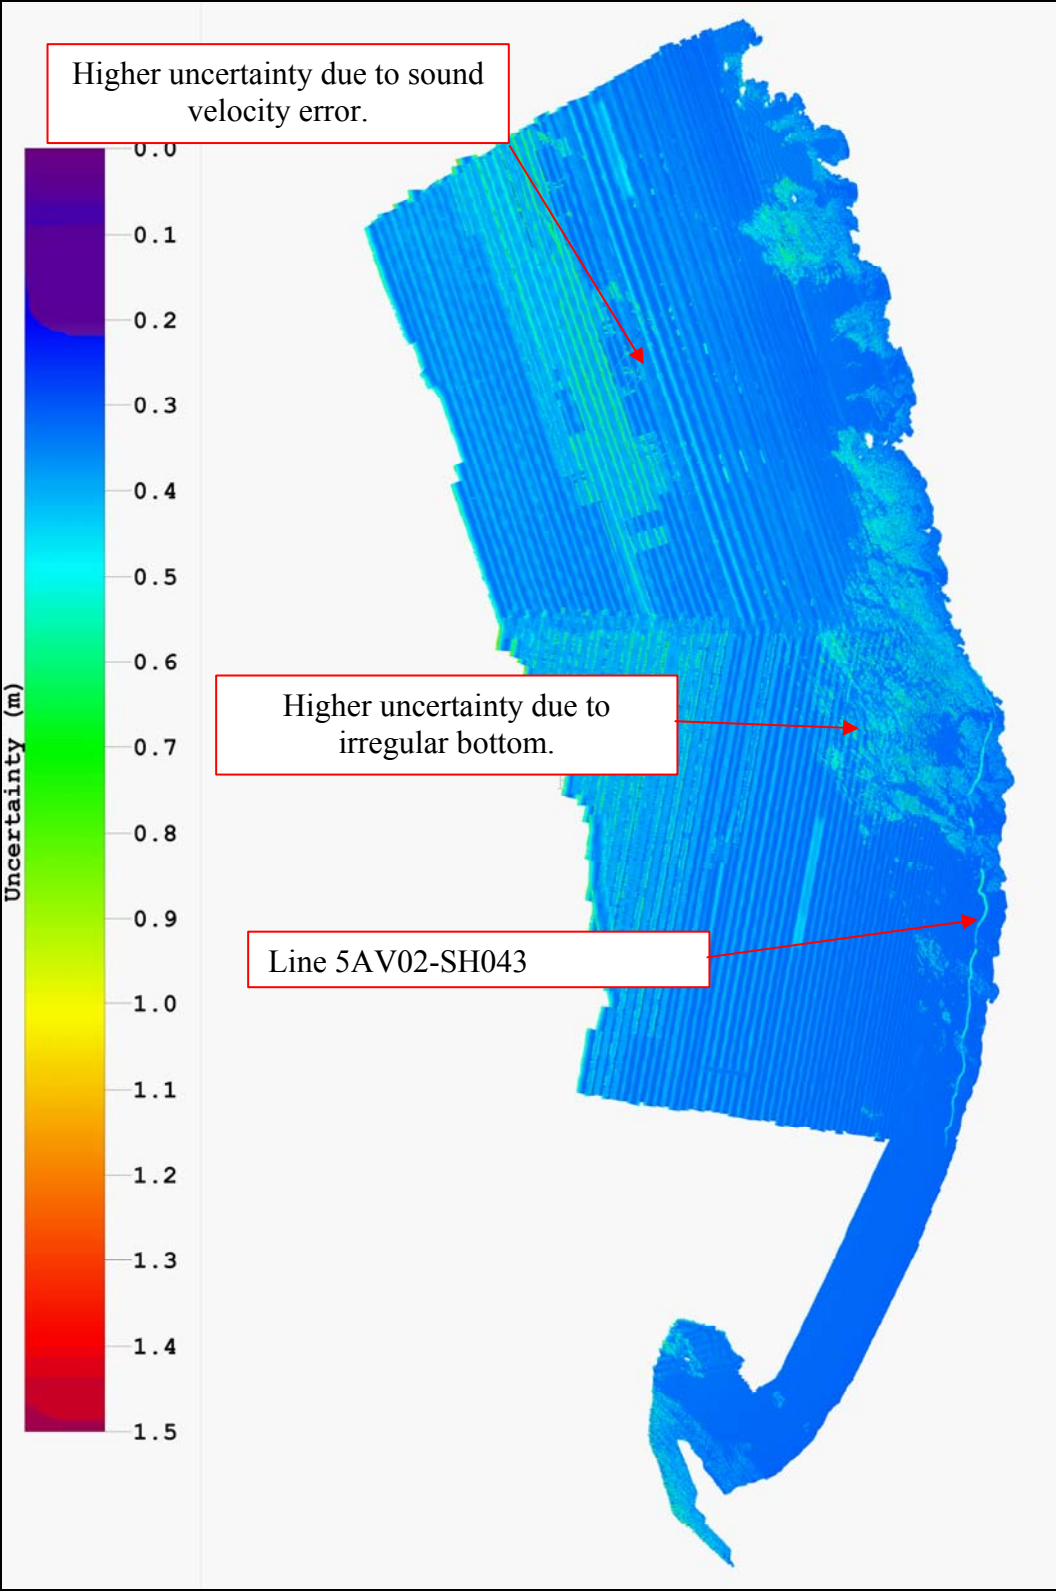 Higher uncertainty due to sound
velocity error.
0.0
0.1
0.2
0.3
0.4
0.5
0.6
0.7
0.8
0.9
1.0
1.1
1.2
1.3
1.4
1.5
Uncertainty (m)
Higher uncertainty due to
irregular bottom.
Line 5AV02-SH043